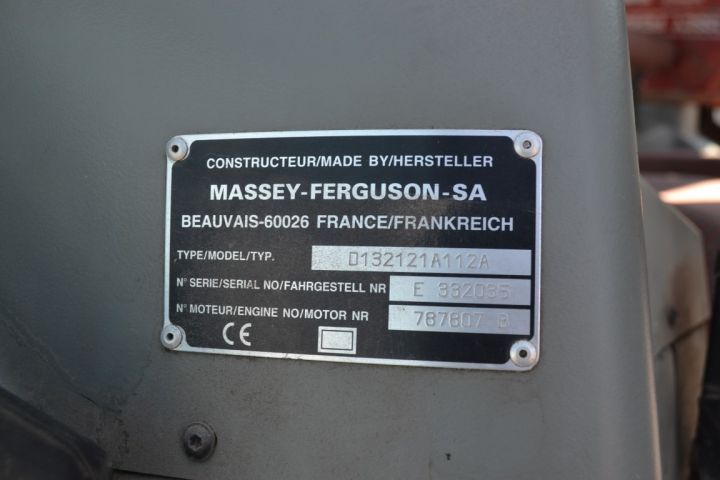 CONSTRUCTEUR/MADE BY/HERSTELLER
MASSEY-FERGUSON-SA
BEAUVAIS-60026 FRANCE/FRANKREICH
TYPE/MODEL/TYP. D132121A112A
N° SERIE/SERIAL NO/FAHRGESTELL NR E 332035
N° MOTEUR/ENGINE NO/MOTOR NR 787807 B
CE